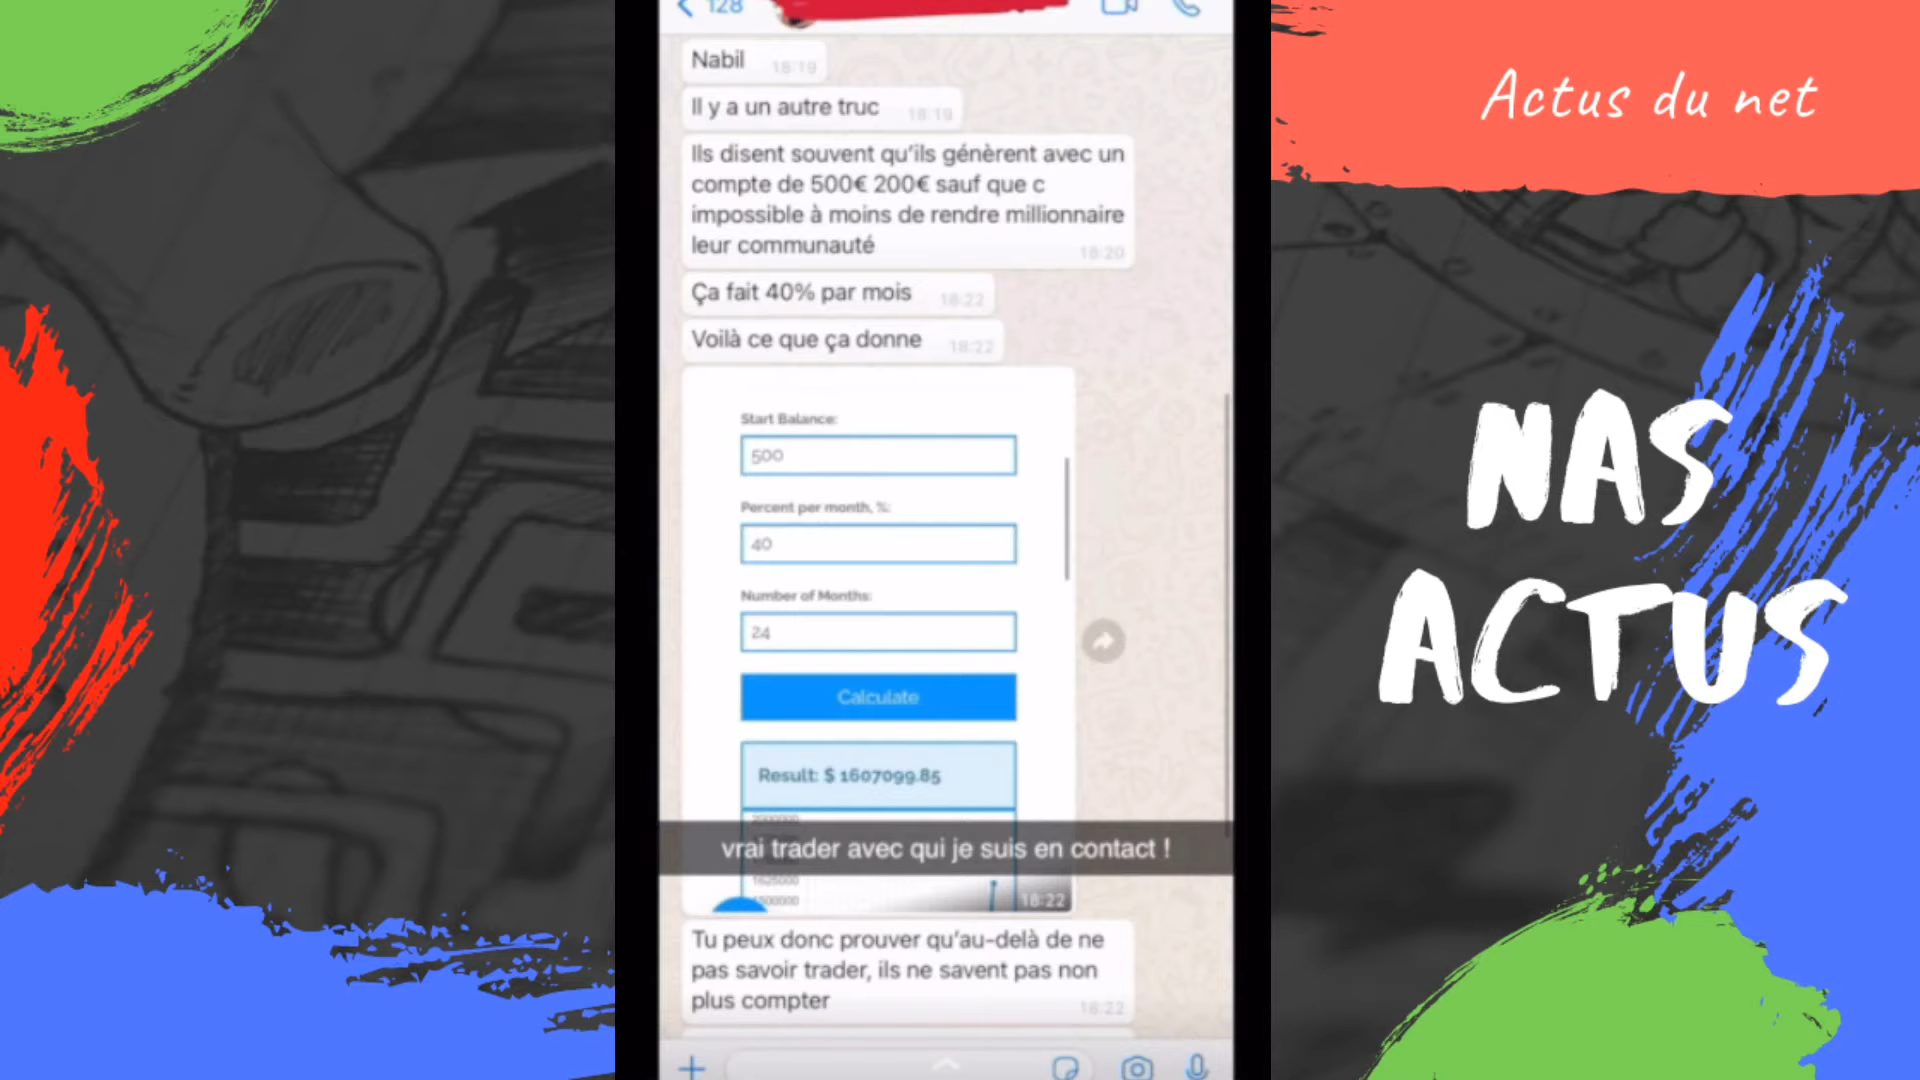 128
Nabil 18:19
Il y a un autre truc 18:19
Ils disent souvent qu'ils génèrent avec un
compte de 500€ 200€ sauf que c
impossible à moins de rendre millionnaire
leur communauté 18:20
Ça fait 40% par mois 18:22
Voilà ce que ça donne 18:22
Start Balance:
500
Percent per month, %:
40
Number of Months:
24
Calculate
Result: $ 1607099.85
2000000
vrai trader avec qui je suis en contact !
1625000
1500000
18:22
Tu peux donc prouver qu'au-delà de ne
pas savoir trader, ils ne savent pas non
plus compter 18:22
Actus du net
NAS
ACTUS